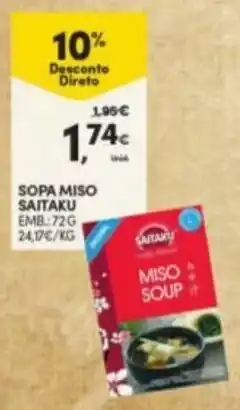 10%
Desconto
Direto
1,95€
1,74€
SOPA MISO
SAITAKU
EMB.: 72G
24,17€/KG
SAITAKU
MISO
SOUP